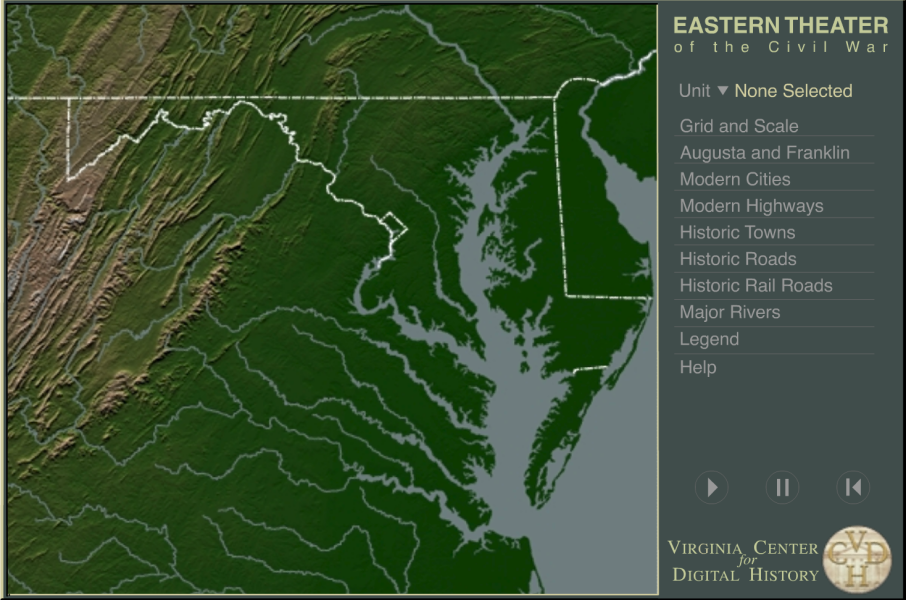 EASTERN THEATER
of the Civil War
Unit ▼ None Selected
Grid and Scale
Augusta and Franklin
Modern Cities
Modern Highways
Historic Towns
Historic Roads
Historic Rail Roads
Major Rivers
Legend
Help
VIRGINIA CENTER
for
DIGITAL HISTORY
VCDH